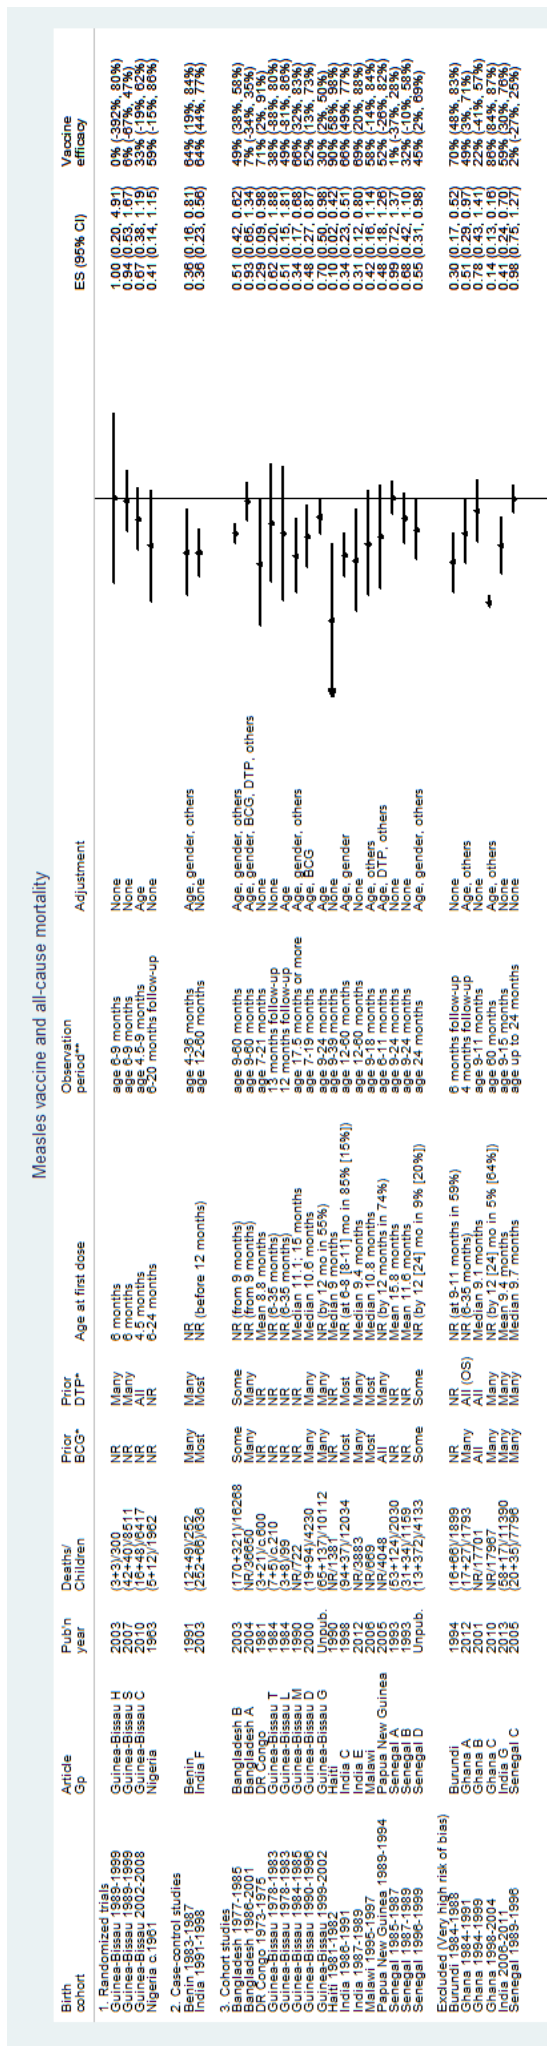 Measles vaccine and all-cause mortality
Birth cohort Article Gp Pub'n year Deaths/ Children Prior BCG* Prior DTP* Age at first dose Observation period** Adjustment ES (95% CI) Vaccine efficacy
1. Randomized trials
Guinea-Bissau 1989-1999 Guinea-Bissau H 2003 (3+3)/300 NR Many 6 months age 6-9 months None 1.00 (0.20, 4.91) 0% (-392%, 80%)
Guinea-Bissau 1989-1999 Guinea-Bissau S 2007 (42+40)/8511 NR Many 6 months age 6-9 months None 0.94 (0.53, 1.67) 6% (-67%, 47%)
Guinea-Bissau 2002-2008 Guinea-Bissau C 2010 (16+48)/6417 NR All 4.5 months age 4.5-9 months Age 0.67 (0.38, 1.19) 33% (-19%, 62%)
Nigeria c.1961 Nigeria 1963 (5+12)/1962 NR NR 6-24 months 6-20 months follow-up None 0.41 (0.14, 1.15) 59% (-15%, 86%)
2. Case-control studies
Benin 1983-1987 Benin 1991 (12+49)/252 Many Many NR age 4-36 months Age, gender, others 0.36 (0.16, 0.81) 64% (19%, 84%)
India 1991-1998 India F 2003 (252+66)/636 Most Most NR (before 12 months) age 12-60 months None 0.36 (0.23, 0.56) 64% (44%, 77%)
3. Cohort studies
Bangladesh 1977-1985 Bangladesh B 2003 (170+321)/16268 Some Some NR (from 9 months) age 9-60 months Age, gender, others 0.51 (0.42, 0.62) 49% (38%, 58%)
Bangladesh 1986-2001 Bangladesh A 2004 NR/36650 Many Many NR (from 9 months) age 9-60 months Age, gender, BCG, DTP, others 0.93 (0.65, 1.34) 7% (-34%, 35%)
DR Congo 1973-1975 DR Congo 1981 (3+21)/c.600 NR NR Mean 8.8 months age 7-21 months None 0.29 (0.09, 0.98) 71% (2%, 91%)
Guinea-Bissau 1978-1983 Guinea-Bissau T 1984 (7+5)/c.210 NR NR NR (6-35 months) 13 months follow-up None 0.62 (0.20, 1.88) 38% (-88%, 80%)
Guinea-Bissau 1978-1983 Guinea-Bissau L 1984 (3+8)/99 NR NR NR (6-35 months) 12 months follow-up Age 0.51 (0.15, 1.81) 49% (-81%, 86%)
Guinea-Bissau 1984-1985 Guinea-Bissau M 1990 NR/722 NR NR Median 11.1; 15 months age 17.5 months or more Age, gender, others 0.34 (0.17, 0.68) 66% (32%, 83%)
Guinea-Bissau 1990-1996 Guinea-Bissau D 2000 (19+94)/4230 Many Many Median 10.6 months age 7-13 months Age, BCG 0.48 (0.27, 0.87) 52% (13%, 73%)
Guinea-Bissau 1999-2002 Guinea-Bissau G Unpub. (66+137)/10112 Many Many NR (by 12 mo in 55%) age 9-24 months Age 0.70 (0.50, 0.98) 30% (2%, 50%)
Haiti 1981-1982 Haiti 1990 NR/1381 NR NR Median 9 months age 9-39 months None 0.10 (0.02, 0.42) 90% (58%, 98%)
India 1986-1991 India C 1998 (94+37)/12034 Most Most NR (at 6-8 [8-11] mo in 85% [15%]) age 12-60 months Age, gender 0.34 (0.23, 0.51) 66% (49%, 77%)
India 1987-1989 India E 2012 NR/3883 Many Many Median 9.4 months age 12-60 months None 0.31 (0.12, 0.80) 69% (20%, 88%)
Malawi 1995-1997 Malawi 2006 NR/669 Most Most Median 10.8 months age 9-18 months Age, others 0.42 (0.16, 1.14) 58% (-14%, 84%)
Papua New Guinea 1989-1994 Papua New Guinea 2005 NR/4048 All Many NR (by 12 months in 74%) age 6-11 months Age, DTP, others 0.48 (0.18, 1.26) 52% (-26%, 82%)
Senegal 1985-1987 Senegal A 1993 (53+124)/2030 NR NR Mean 15.8 months age 9-24 months None 0.99 (0.72, 1.37) 1% (-37%, 28%)
Senegal 1987-1989 Senegal B 1993 (31+32)/1159 NR NR Mean 11.6 months age 9-24 months None 0.68 (0.42, 1.10) 32% (-10%, 58%)
Senegal 1996-1999 Senegal D Unpub. (13+372)/4133 Some Some NR (by 12 [24] mo in 9% [20%]) age 24 months Age, gender, others 0.55 (0.31, 0.98) 45% (2%, 69%)
Excluded (Very high risk of bias)
Burundi 1984-1988 Burundi 1994 (16+66)/1899 NR NR NR (at 9-11 months in 59%) 6 months follow-up None 0.30 (0.17, 0.52) 70% (48%, 83%)
Ghana 1984-1991 Ghana A 2012 (17+27)/1793 Many All (OS) NR (6-35 months) 4 months follow-up Age, others 0.51 (0.29, 0.97) 49% (3%, 71%)
Ghana 1994-1999 Ghana B 2001 NR/17701 All All Median 9.1 months age 9-11 months None 0.78 (0.43, 1.41) 22% (-41%, 57%)
Ghana 1998-2004 Ghana C 2010 NR/17967 Many Many NR (by 12 [24] mo in 5% [64%]) age 60 months Age, others 0.14 (0.13, 0.16) 86% (84%, 87%)
India 2006-2011 India G 2013 (58+17)/11390 Many Many Median 9.6 months age 9-15 months None 0.41 (0.24, 0.70) 59% (30%, 76%)
Senegal 1989-1996 Senegal C 2005 (20+35)/7796 Many Many Median 9.7 months age up to 24 months None 0.98 (0.75, 1.27) 2% (-27%, 25%)